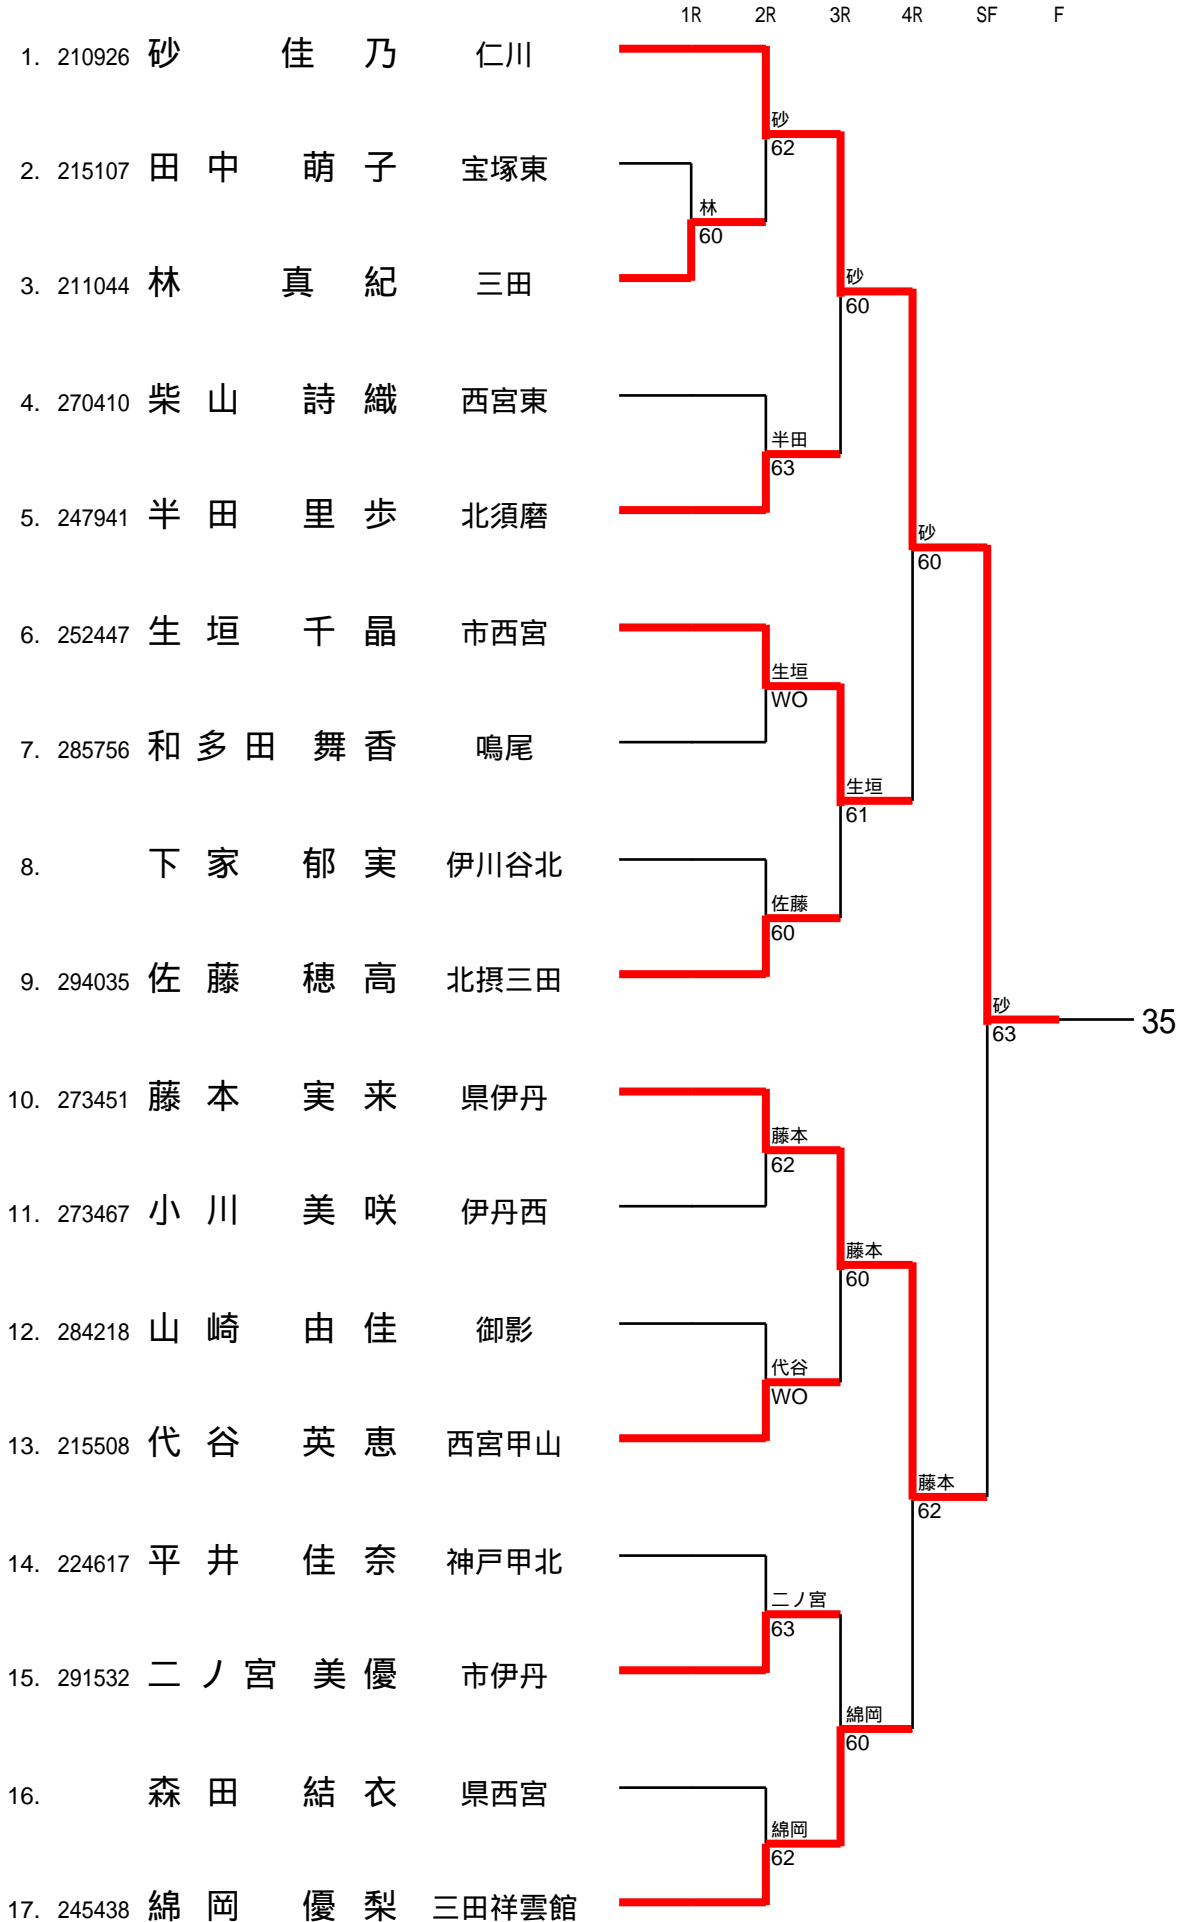 1R 2R 3R 4R SF F
1. 210926 砂 佳乃 仁川
砂
62
2. 215107 田中 萌子 宝塚東
林
60
3. 211044 林 真紀 三田
砂
60
4. 270410 柴山 詩織 西宮東
半田
63
5. 247941 半田 里歩 北須磨
砂
60
6. 252447 生垣 千晶 市西宮
生垣
WO
7. 285756 和多田 舞香 鳴尾
生垣
61
8. 下家 郁実 伊川谷北
佐藤
60
9. 294035 佐藤 穂高 北摂三田
砂
63
35
10. 273451 藤本 実来 県伊丹
藤本
62
11. 273467 小川 美咲 伊丹西
藤本
60
12. 284218 山崎 由佳 御影
代谷
WO
13. 215508 代谷 英恵 西宮甲山
藤本
62
14. 224617 平井 佳奈 神戸甲北
二ノ宮
63
15. 291532 二ノ宮 美優 市伊丹
綿岡
60
16. 森田 結衣 県西宮
綿岡
62
17. 245438 綿岡 優梨 三田祥雲館